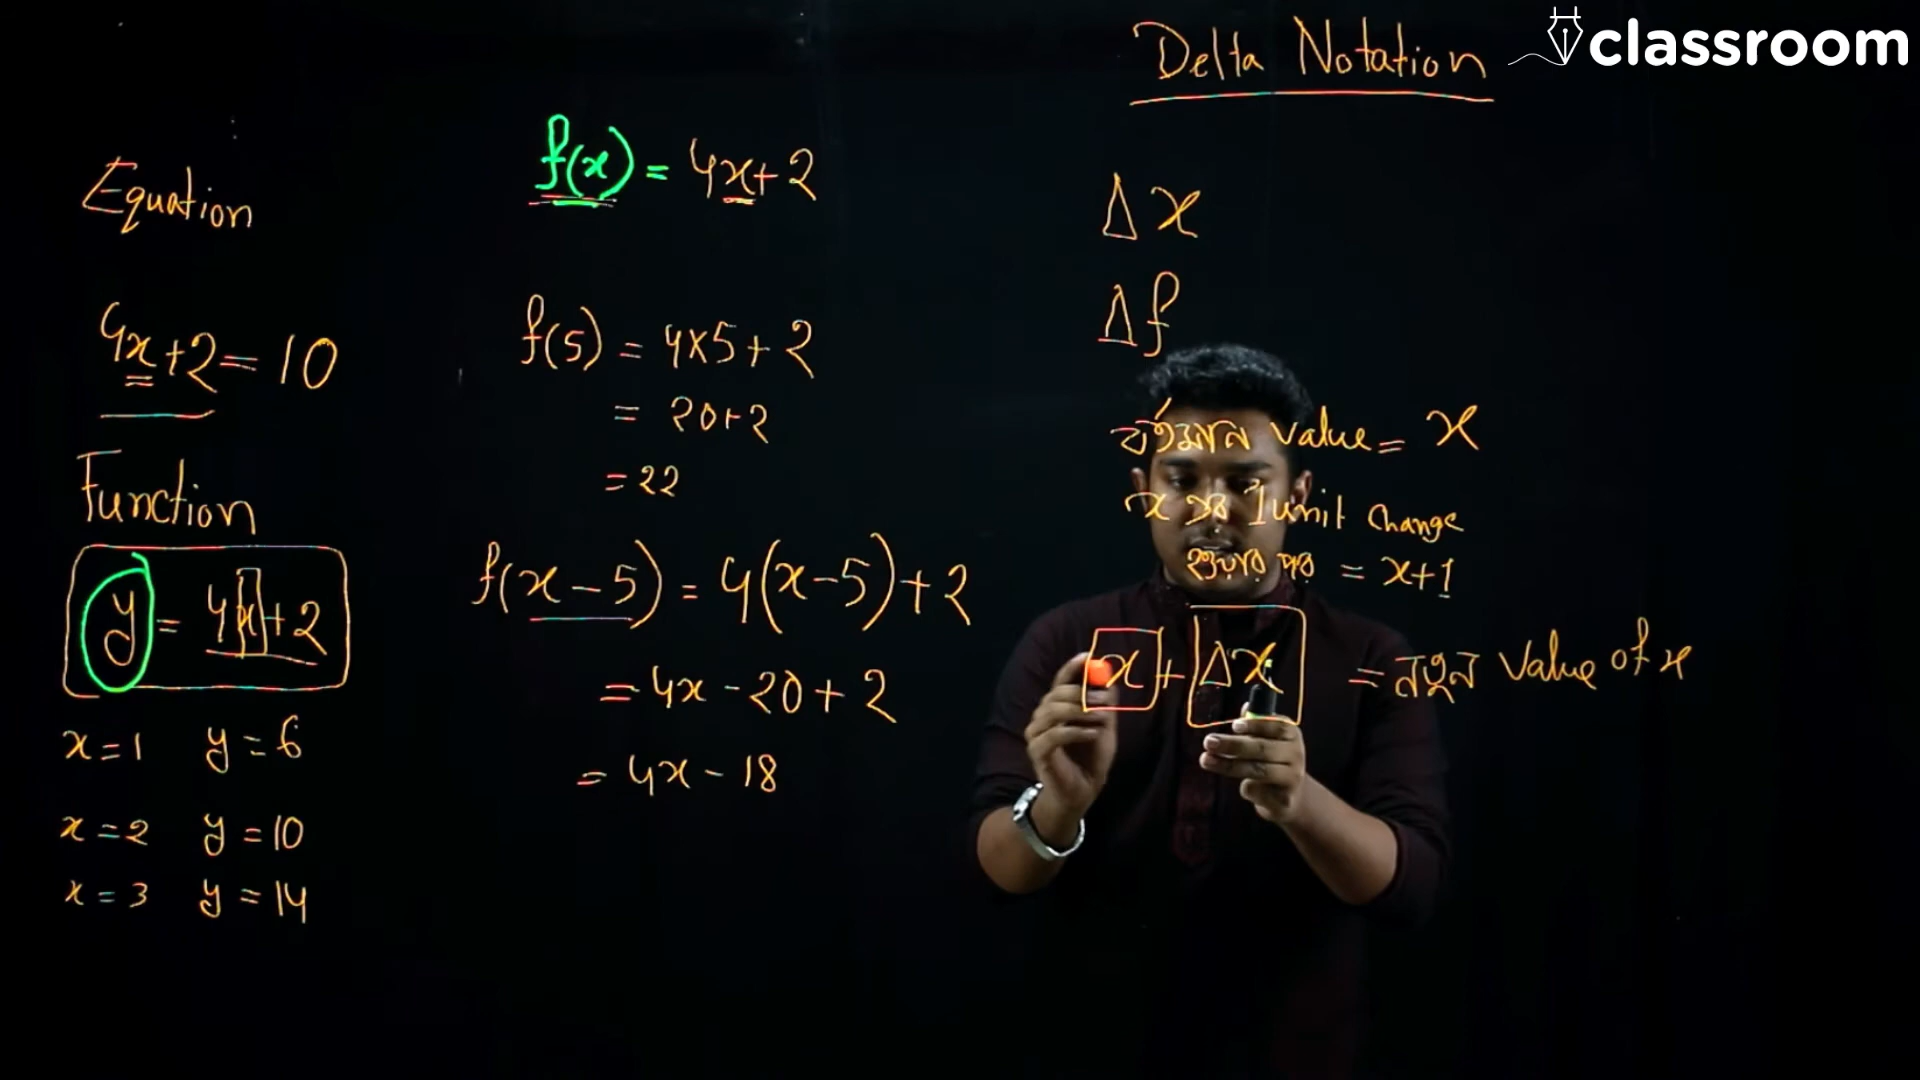 classroom
Delta Notation
Equation
4x+2=10
Function
y = 4x+2
x=1 y=6
x=2 y=10
x=3 y=14
f(x) = 4x+2
f(5) = 4x5+2
= 20+2
=22
f(x-5) = 4(x-5)+2
= 4x-20+2
= 4x-18
Δx
Δf
বর্তমান value = x
x এর 1 unit change
হওয়ার পর = x+1
x + Δx = নতুন value of x